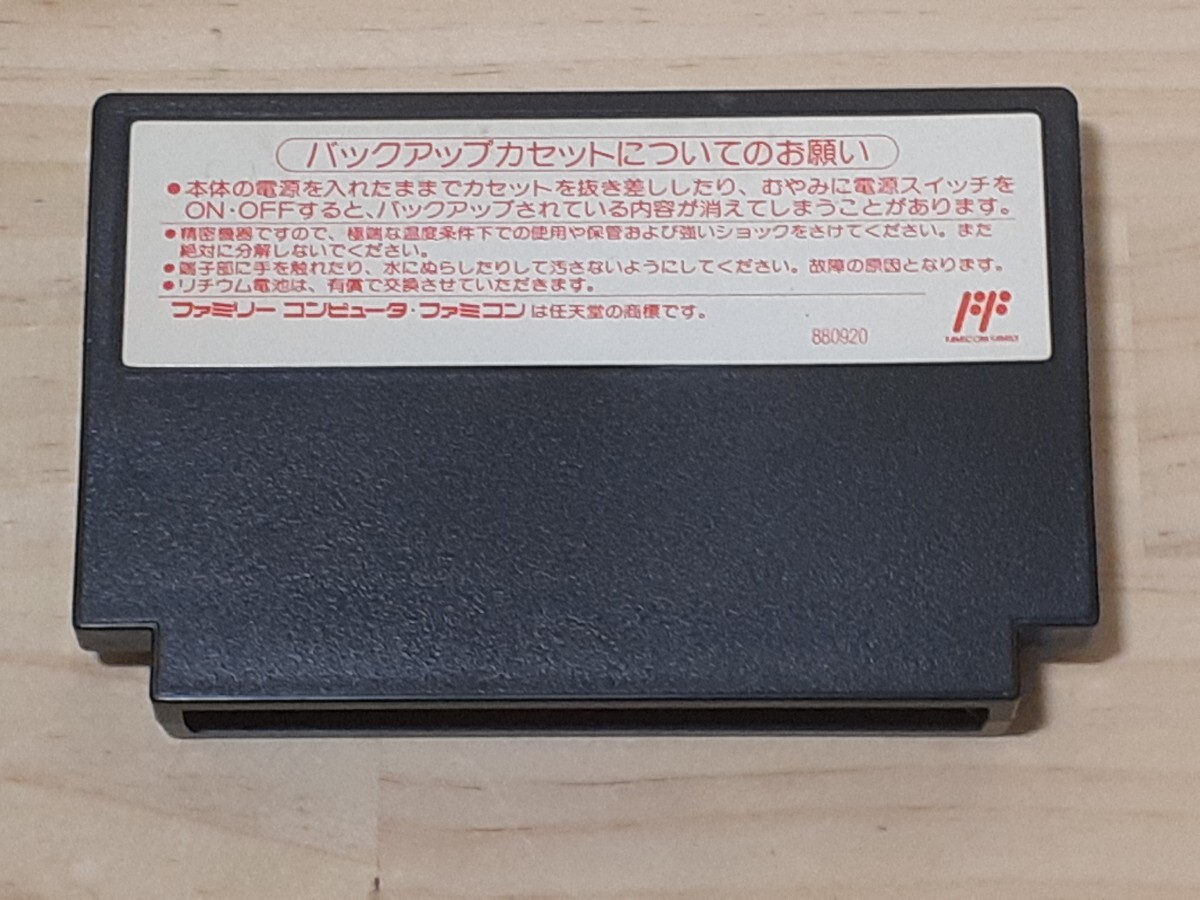 バックアップカセットについてのお願い
●本体の電源を入れたままでカセットを抜き差ししたり、むやみに電源スイッチを
ON・OFFすると、バックアップされている内容が消えてしまうことがあります。
●精密機器ですので、極端な温度条件下での使用や保管および強いショックをさけてください。また
絶対に分解しないでください。
●端子部に手を触れたり、水にぬらしたりして汚さないようにしてください。故障の原因となります。
●リチウム電池は、有償で交換させていただきます。
ファミリー コンピュータ・ファミコンは任天堂の商標です。
880920
FAMICOM FAMILY